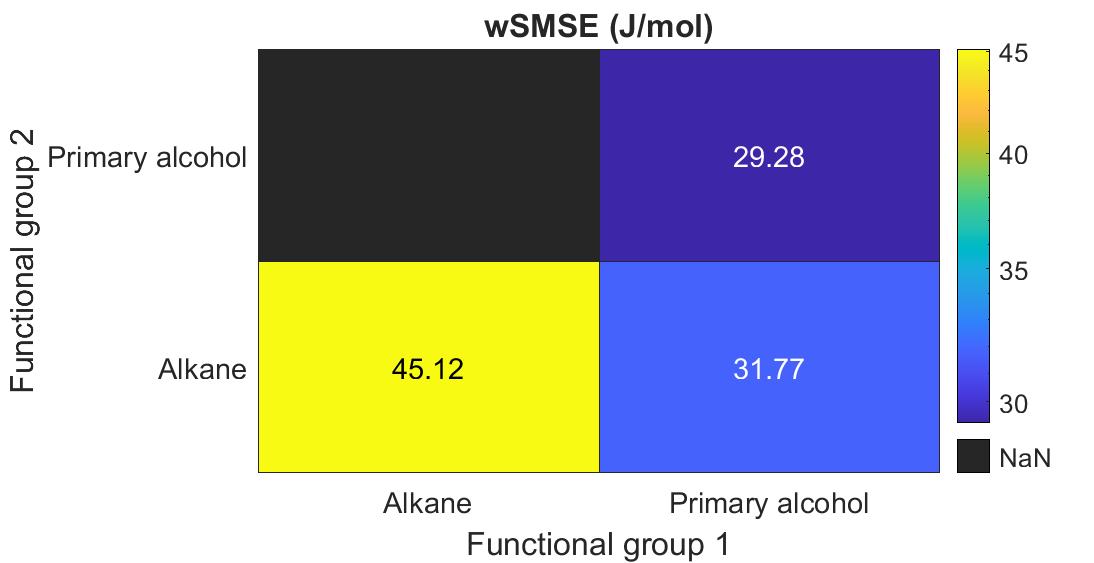 wSMSE (J/mol)
Functional group 2
Primary alcohol
Alkane
29.28
45.12
31.77
Alkane
Primary alcohol
Functional group 1
45
40
35
30
NaN